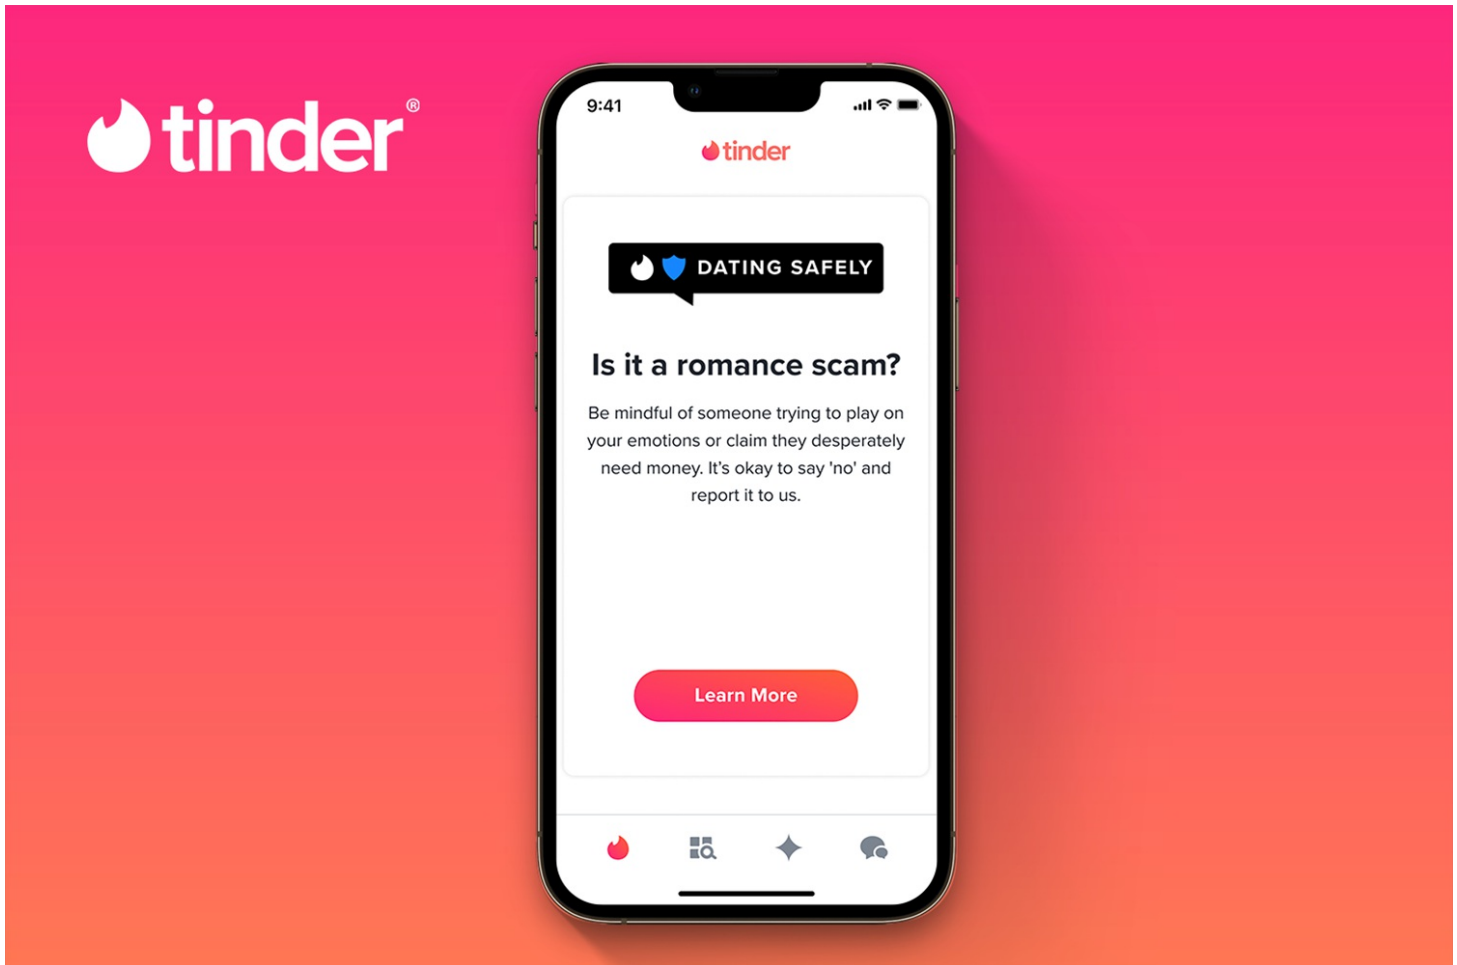 tinder®
9:41
tinder
DATING SAFELY
Is it a romance scam?
Be mindful of someone trying to play on
your emotions or claim they desperately
need money. It’s okay to say 'no' and
report it to us.
Learn More